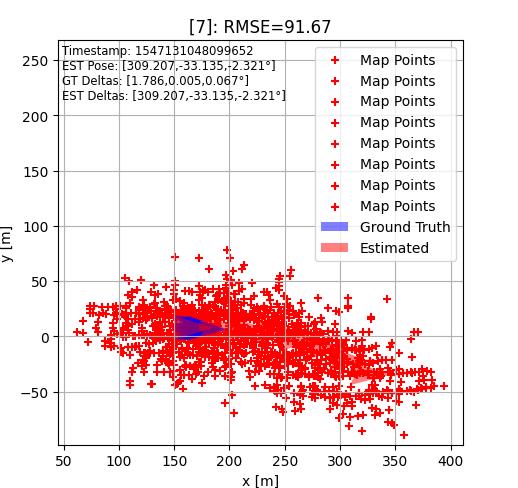 [7]: RMSE=91.67
Timestamp: 1547131048099652
EST Pose: [309.207,-33.135,-2.321°]
GT Deltas: [1.786,0.005,0.067°]
EST Deltas: [309.207,-33.135,-2.321°]
Map Points
Map Points
Map Points
Map Points
Map Points
Map Points
Map Points
Map Points
Ground Truth
Estimated
y [m]
250
200
150
100
50
0
−50
50
100
150
200
250
300
350
400
x [m]